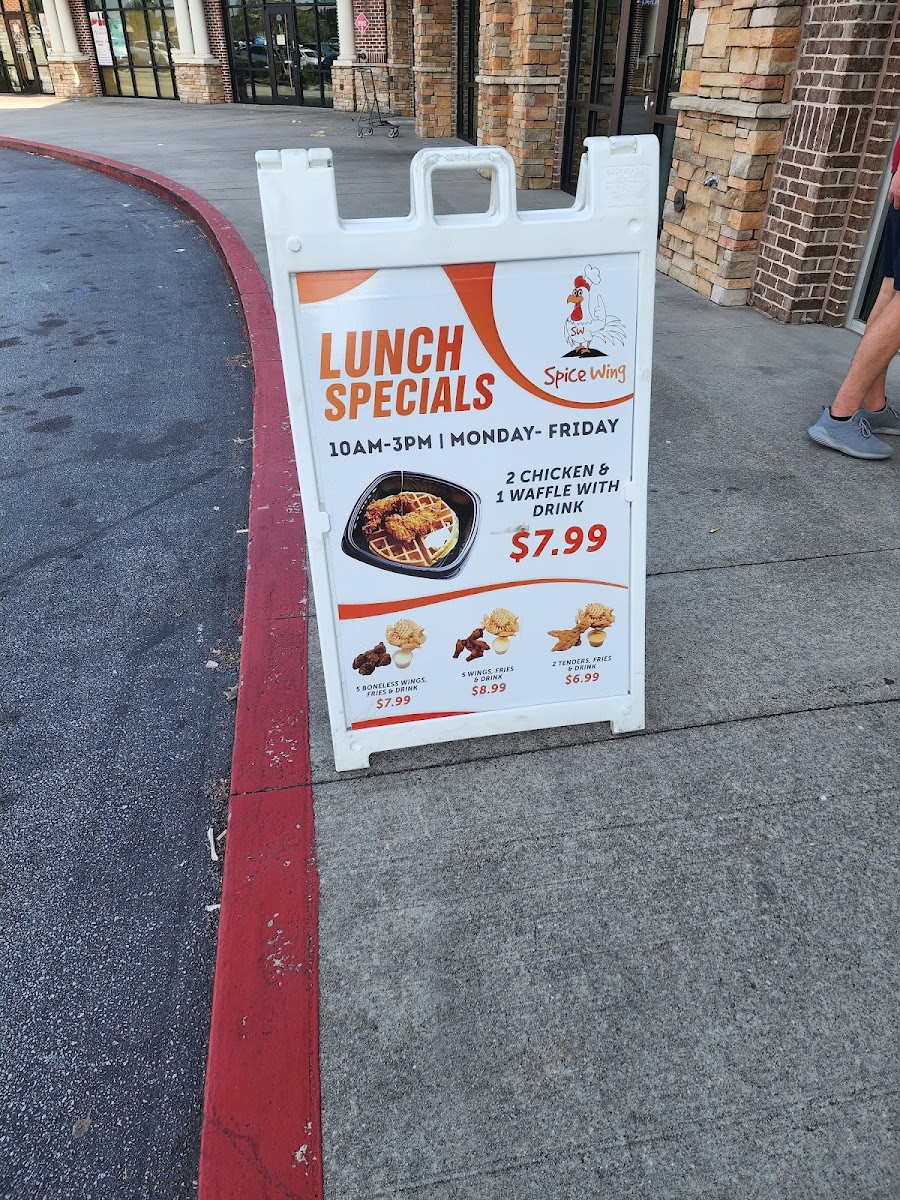 LUNCH
SPECIALS
SW
Spice Wing
10AM-3PM | MONDAY- FRIDAY
2 CHICKEN &
1 WAFFLE WITH
DRINK
$7.99
5 BONELESS WINGS,
FRIES & DRINK
$7.99
5 WINGS, FRIES
& DRINK
$8.99
2 TENDERS, FRIES
& DRINK
$6.99